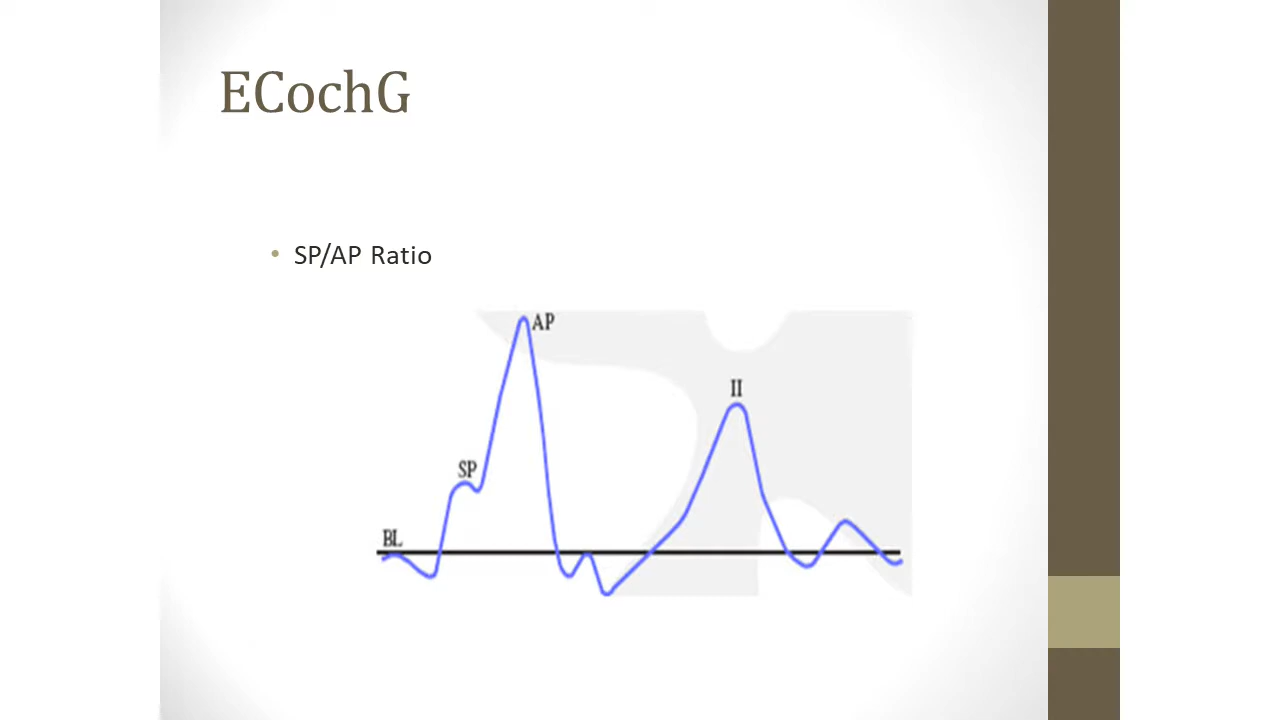 ECochG
• SP/AP Ratio
AP
II
SP
BL